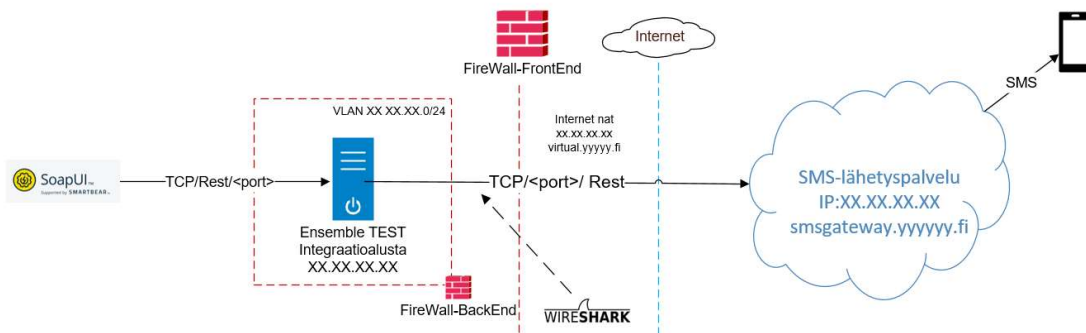 Internet
FireWall-FrontEnd
SMS
VLAN XX XX.XX.0/24
Internet nat
xx.xx.xx.xx
virtual.yyyyy.fi
SoapUI™
Supported by SMARTBEAR™
TCP/Rest/<port>
TCP/<port>/ Rest
SMS-lähetyspalvelu
IP:XX.XX.XX.XX
smsgateway.yyyyyy.fi
Ensemble TEST
Integraatioalusta
XX.XX.XX.XX
FireWall-BackEnd
WIRESHARK